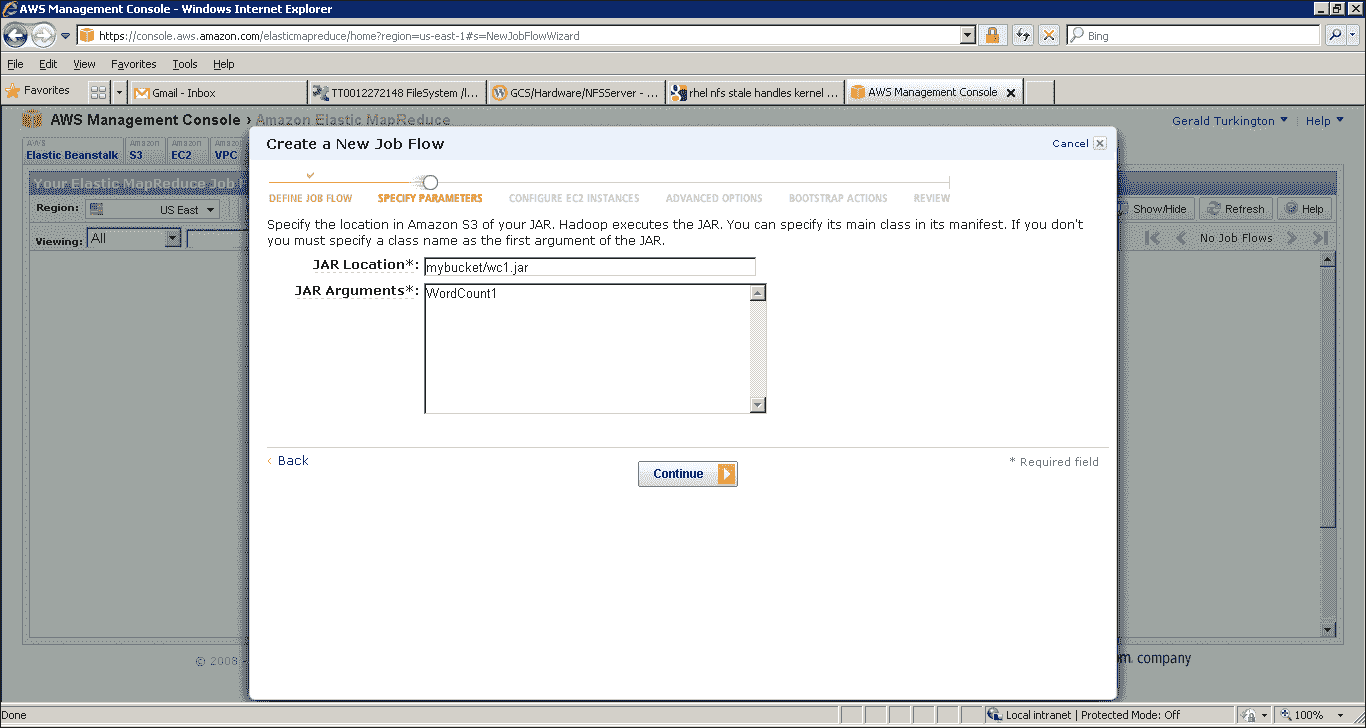 AWS Management Console - Windows Internet Explorer
https://console.aws.amazon.com/elasticmapreduce/home?region=us-east-1#s=NewJobFlowWizard
Bing
File Edit View Favorites Tools Help
Favorites
Gmail - Inbox
TT0012272148 FileSystem /l...
GCS/Hardware/NFSServer - ...
rhel nfs stale handles kernel ...
AWS Management Console
AWS Management Console › Amazon Elastic MapReduce
Gerald Turkington
Help
AWS Elastic Beanstalk
Amazon S3
Amazon EC2
Amazon VPC
Your Elastic MapReduce Job
Region: US East
Show/Hide Refresh Help
Viewing: All
No Job Flows
Create a New Job Flow
Cancel
DEFINE JOB FLOW SPECIFY PARAMETERS CONFIGURE EC2 INSTANCES ADVANCED OPTIONS BOOTSTRAP ACTIONS REVIEW
Specify the location in Amazon S3 of your JAR. Hadoop executes the JAR. You can specify its main class in its manifest. If you don't
you must specify a class name as the first argument of the JAR.
JAR Location*: mybucket/wc1.jar
JAR Arguments*: WordCount1
‹ Back
Continue
* Required field
© 2008
company
Done
Local intranet | Protected Mode: Off
100%